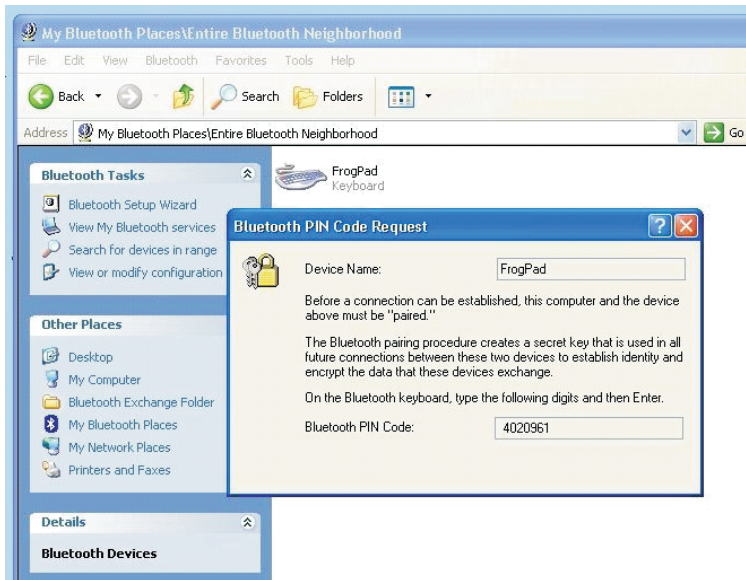 My Bluetooth Places\Entire Bluetooth Neighborhood
File Edit View Bluetooth Favorites Tools Help
Back Search Folders
Address My Bluetooth Places\Entire Bluetooth Neighborhood Go
Bluetooth Tasks
Bluetooth Setup Wizard
View My Bluetooth services
Search for devices in range
View or modify configuration
Other Places
Desktop
My Computer
Bluetooth Exchange Folder
My Bluetooth Places
My Network Places
Printers and Faxes
Details
Bluetooth Devices
FrogPad
Keyboard
Bluetooth PIN Code Request
Device Name: FrogPad
Before a connection can be established, this computer and the device
above must be "paired."
The Bluetooth pairing procedure creates a secret key that is used in all
future connections between these two devices to establish identity and
encrypt the data that these devices exchange.
On the Bluetooth keyboard, type the following digits and then Enter.
Bluetooth PIN Code: 4020961